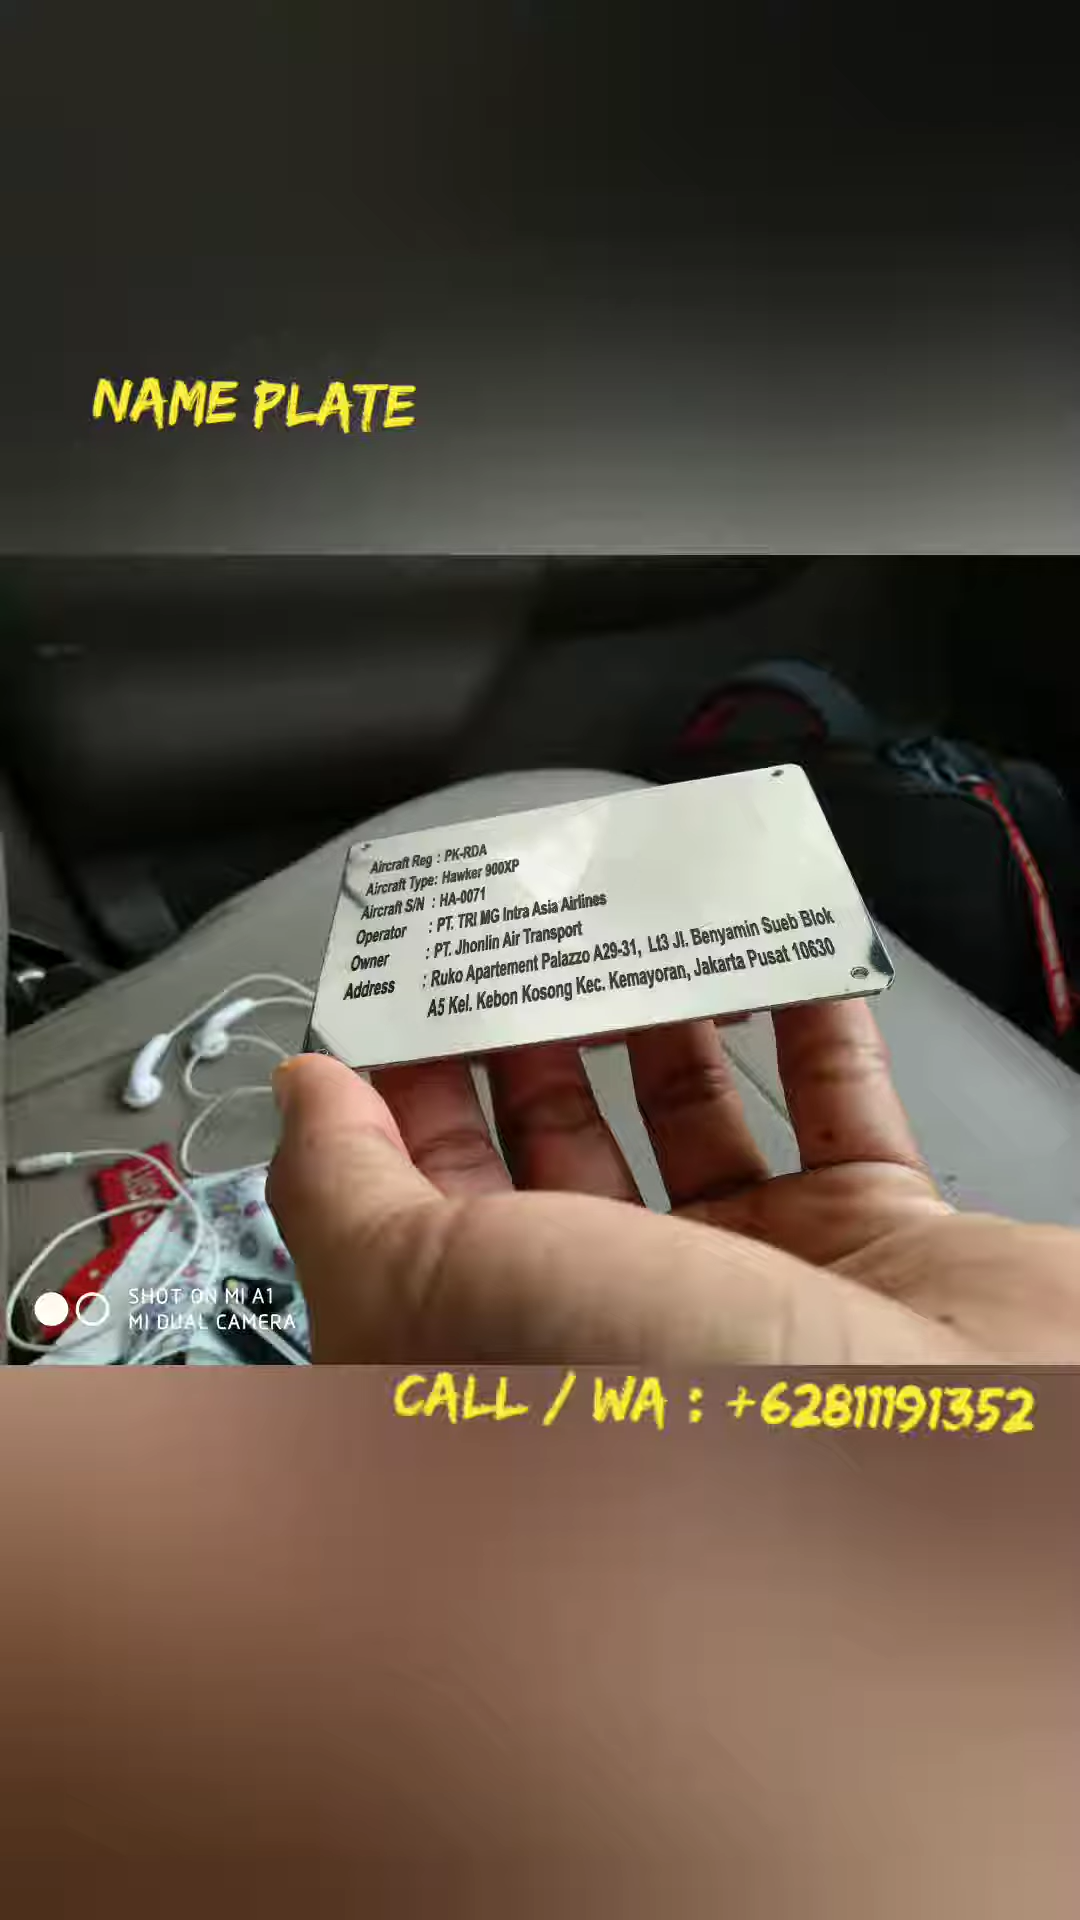 NAME PLATE
Aircraft Reg : PK-RDA
Aircraft Type: Hawker 900XP
Aircraft S/N : HA-0071
Operator : PT. TRI MG Intra Asia Airlines
Owner : PT. Jhonlin Air Transport
Address : Ruko Apartement Palazzo A29-31, Lt3 Jl. Benyamin Sueb Blok
A5 Kel. Kebon Kosong Kec. Kemayoran, Jakarta Pusat 10630
SHOT ON MI A1
MI DUAL CAMERA
CALL / WA : +62811191352